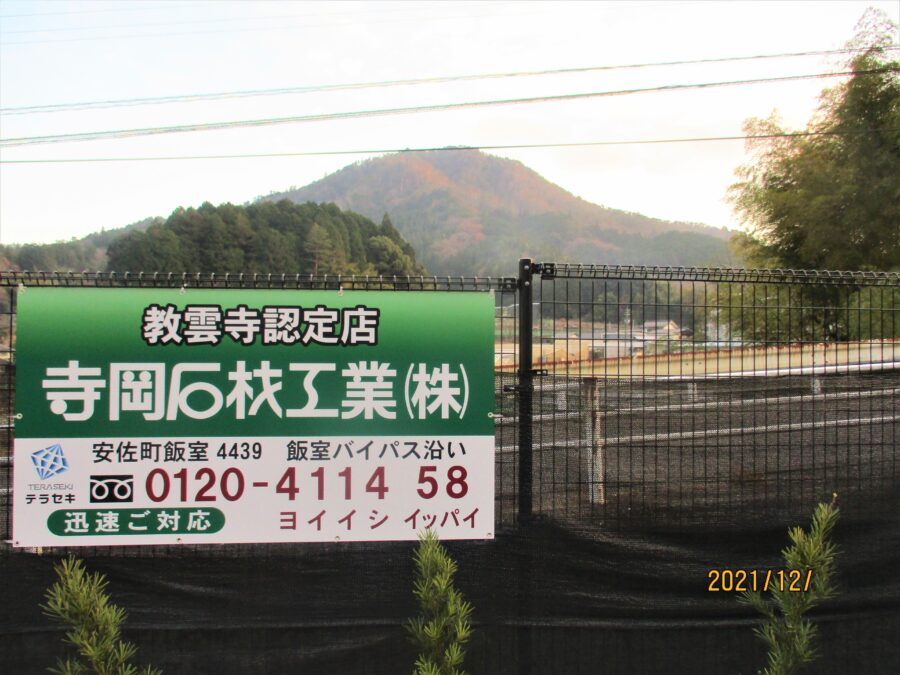 教雲寺認定店
寺岡石材工業(株)
安佐町飯室 4439 飯室バイパス沿い
TERASEKI
テラセキ
0120-4114 58
迅速ご対応
ヨイイシ イッパイ
2021/12/